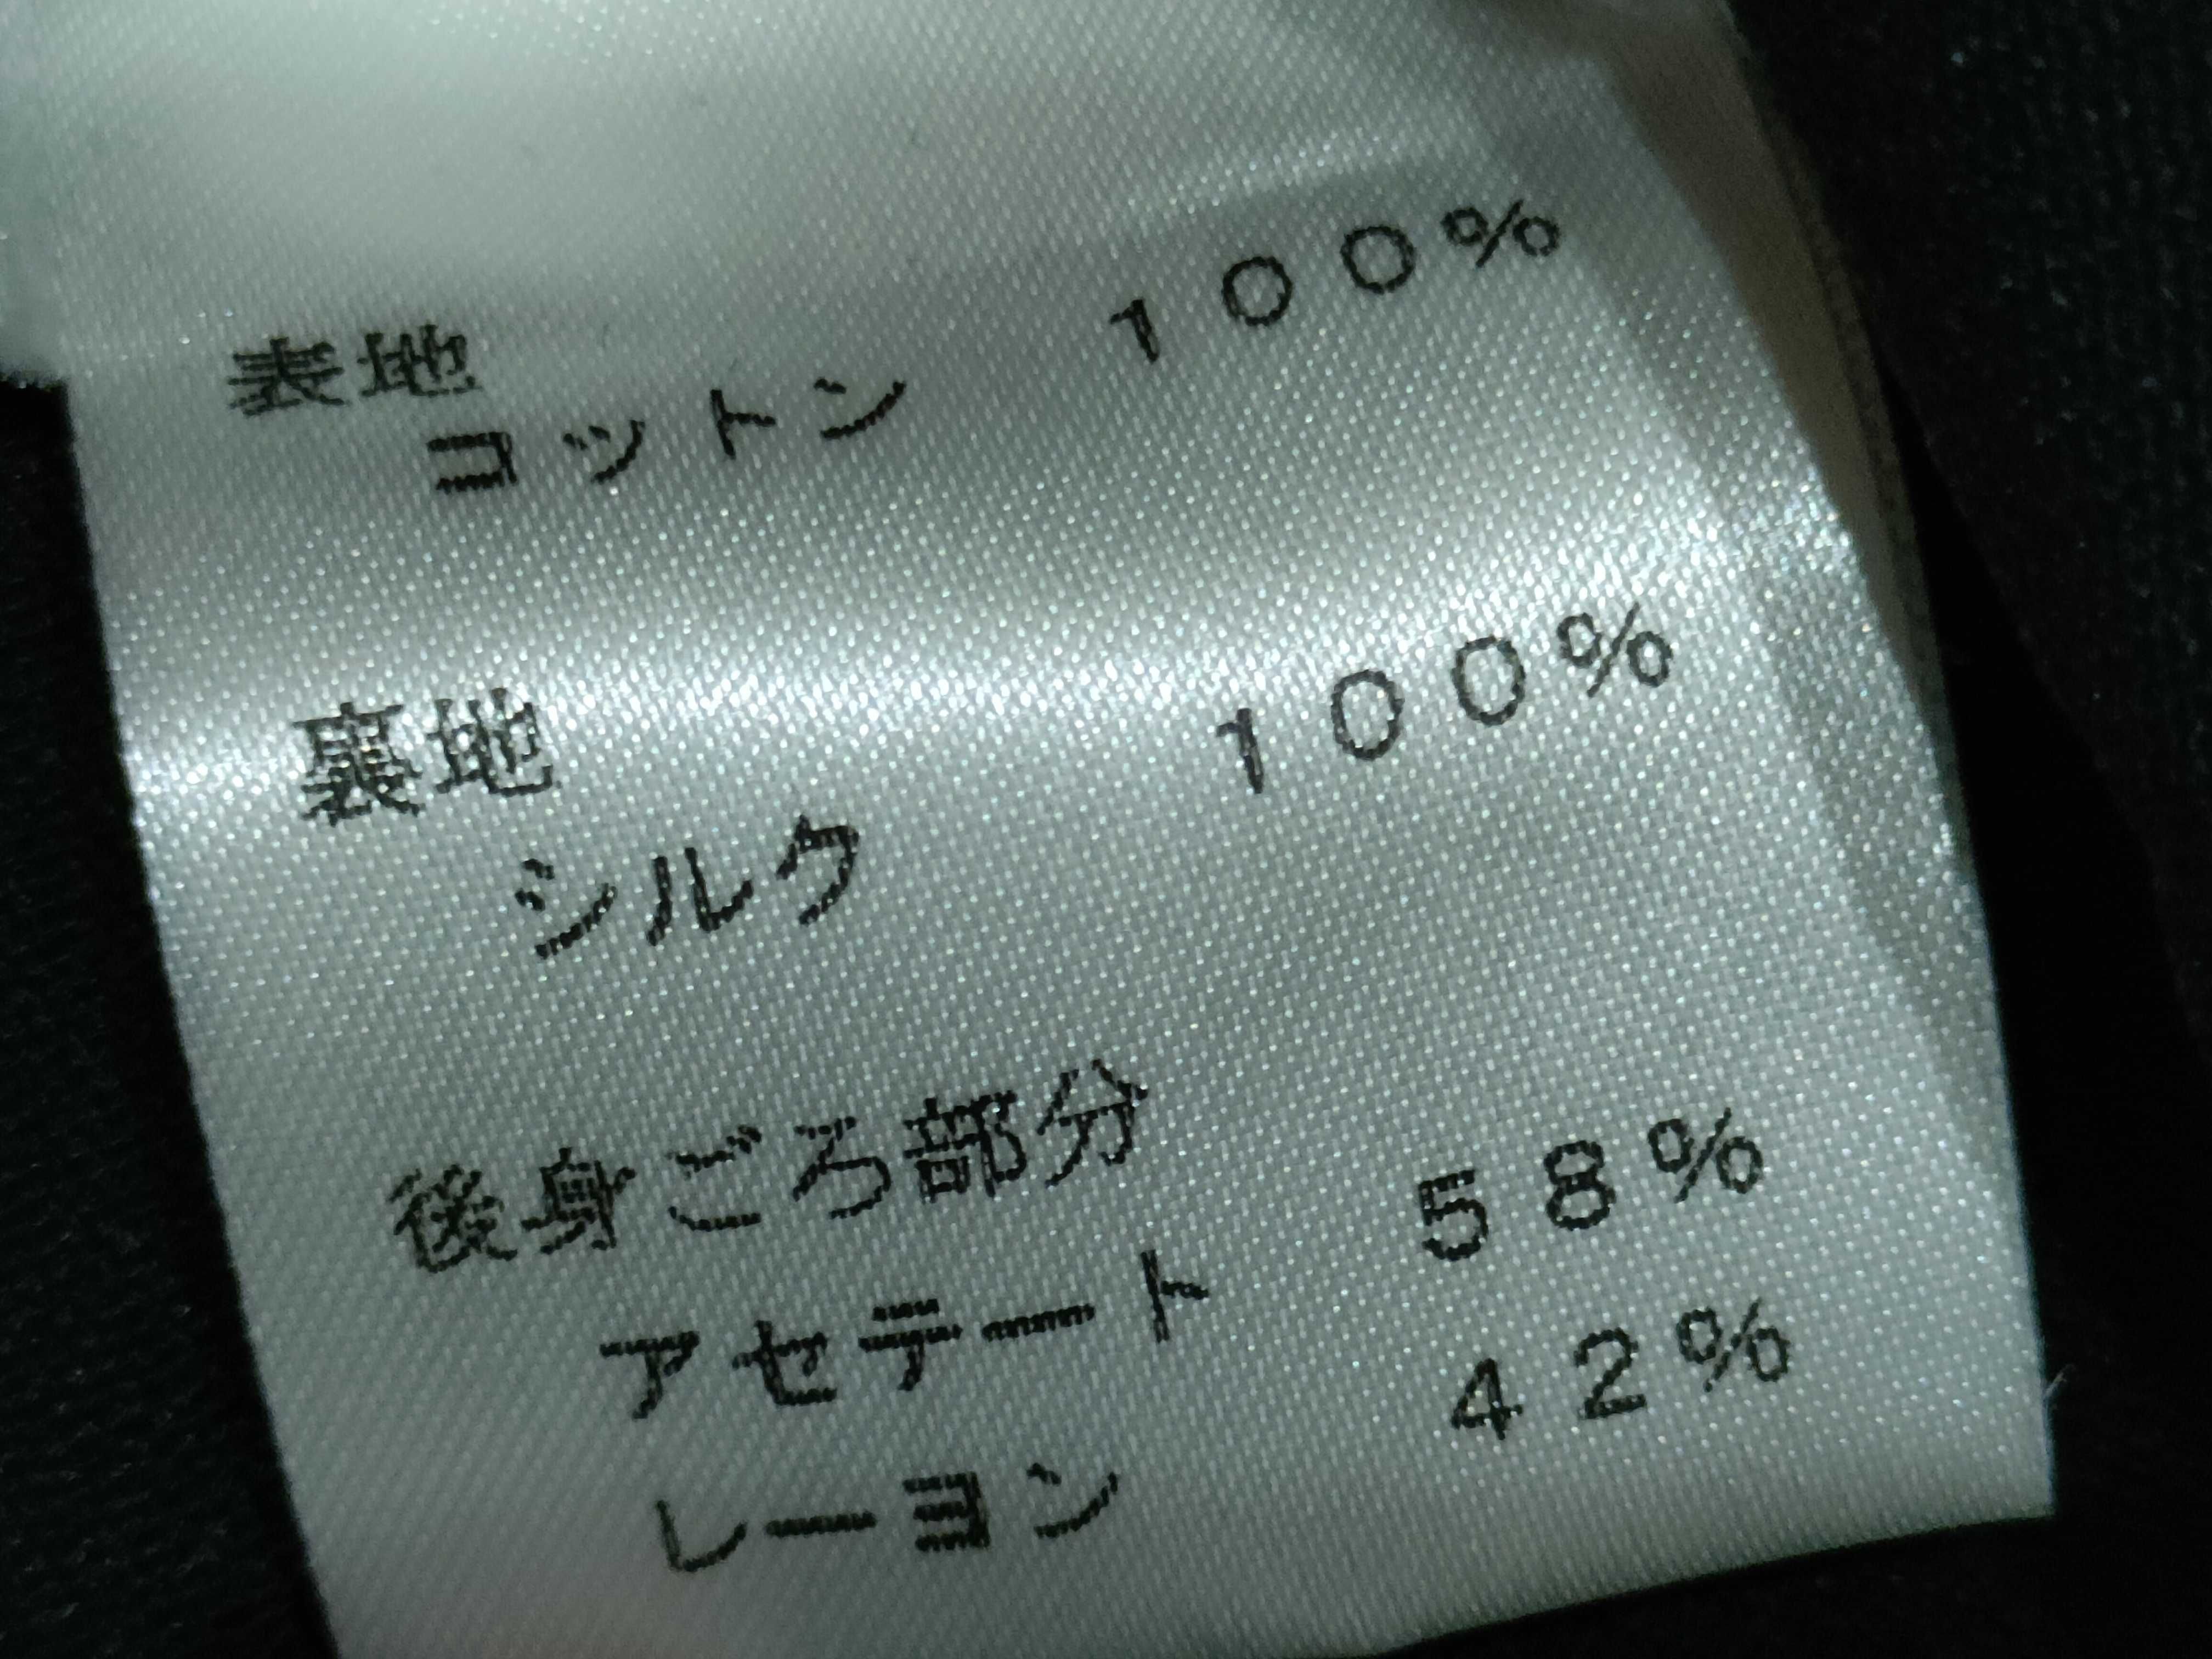 表地
コットン 100%
裏地
シルク 100%
後身ごろ部分
アセテート 58%
レーヨン 42%